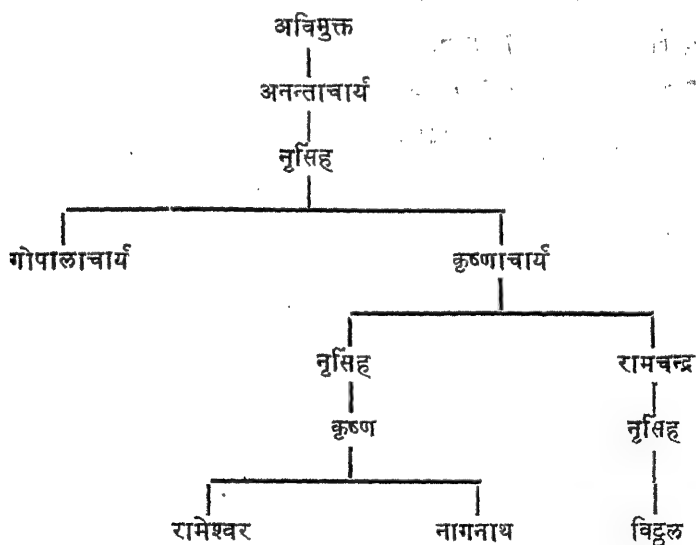 अविमुक्त
अनन्ताचार्य
नृसिंह
गोपालाचार्य कृष्णाचार्य
नृसिंह रामचन्द्र
कृष्ण नृसिंह
रामेश्वर नागनाथ विट्ठल